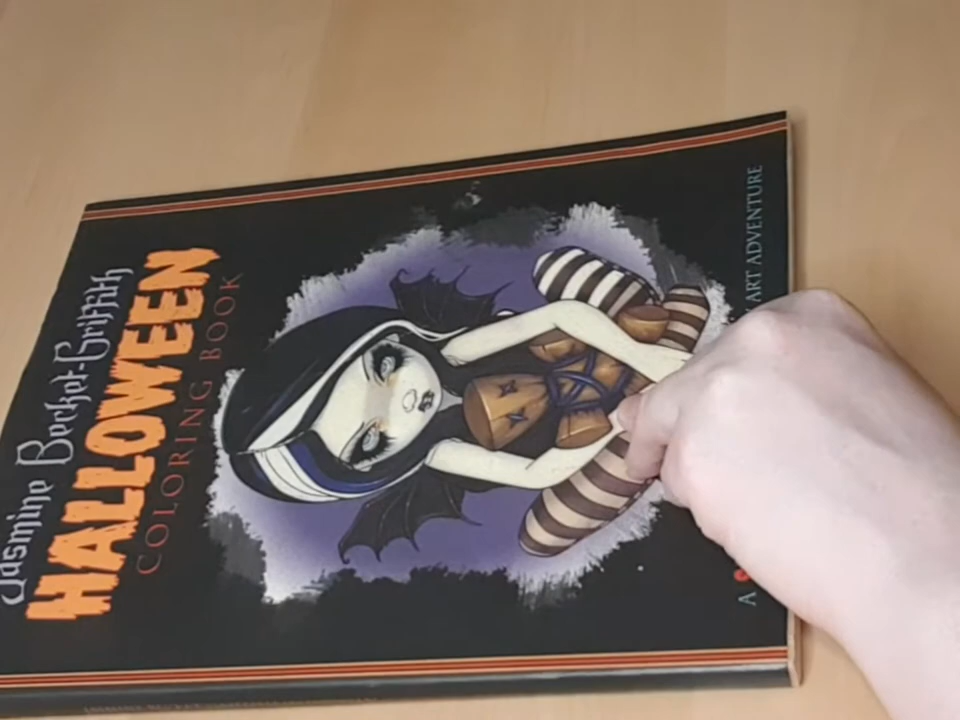 Jasmine Becket-Griffith
HALLOWEEN
COLORING BOOK
A
ART ADVENTURE